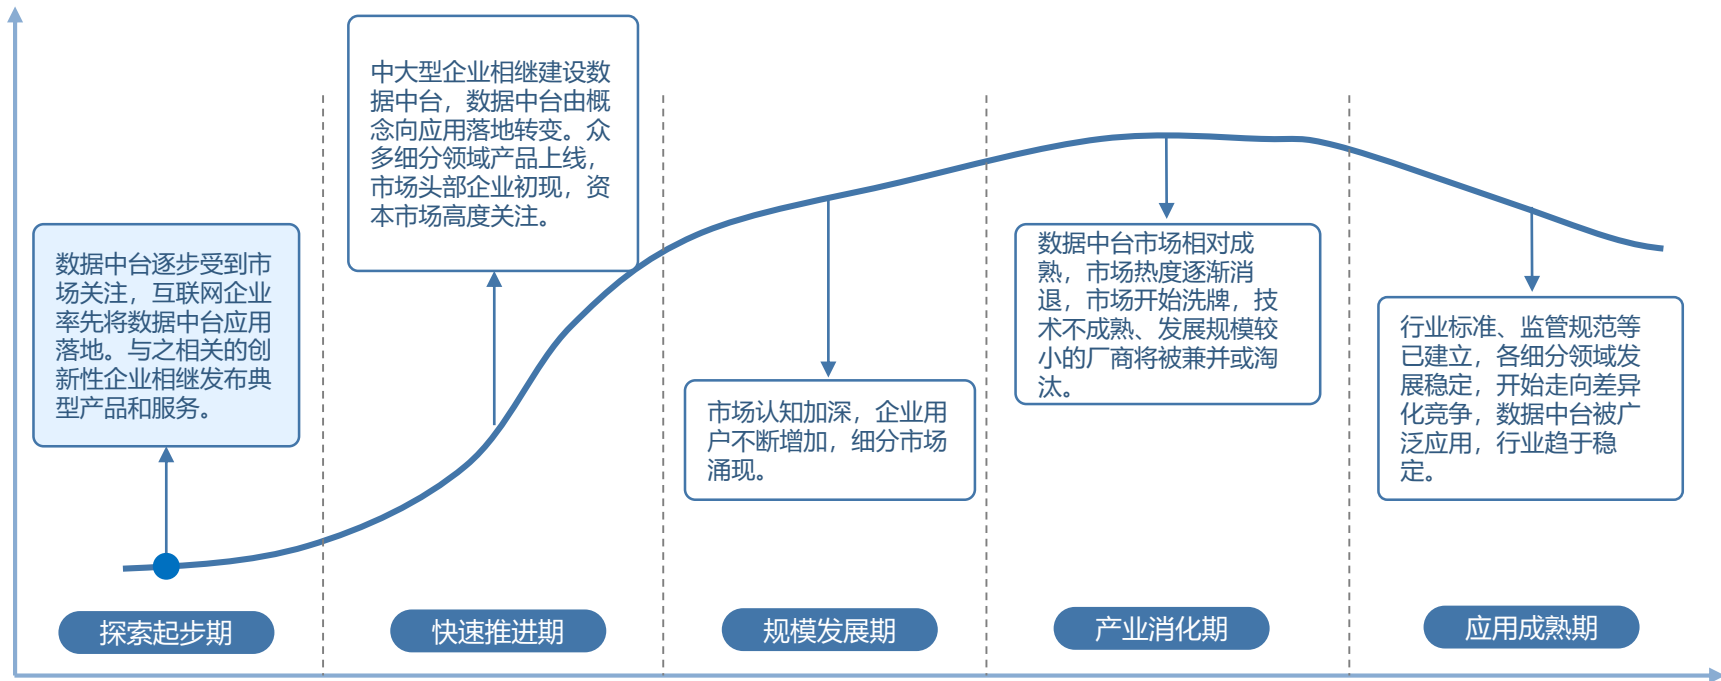 中大型企业相继建设数
据中台，数据中台由概
念向应用落地转变。众
多细分领域产品上线，
市场头部企业初现，资
本市场高度关注。
数据中台逐步受到市
场关注，互联网企业
率先将数据中台应用
落地。与之相关的创
新性企业相继发布典
型产品和服务。
市场认知加深，企业用
户不断增加，细分市场
涌现。
数据中台市场相对成
熟，市场热度逐渐消
退，市场开始洗牌，技
术不成熟、发展规模较
小的厂商将被兼并或淘
汰。
行业标准、监管规范等
已建立，各细分领域发
展稳定，开始走向差异
化竞争，数据中台被广
泛应用，行业趋于稳
定。
探索起步期
快速推进期
规模发展期
产业消化期
应用成熟期